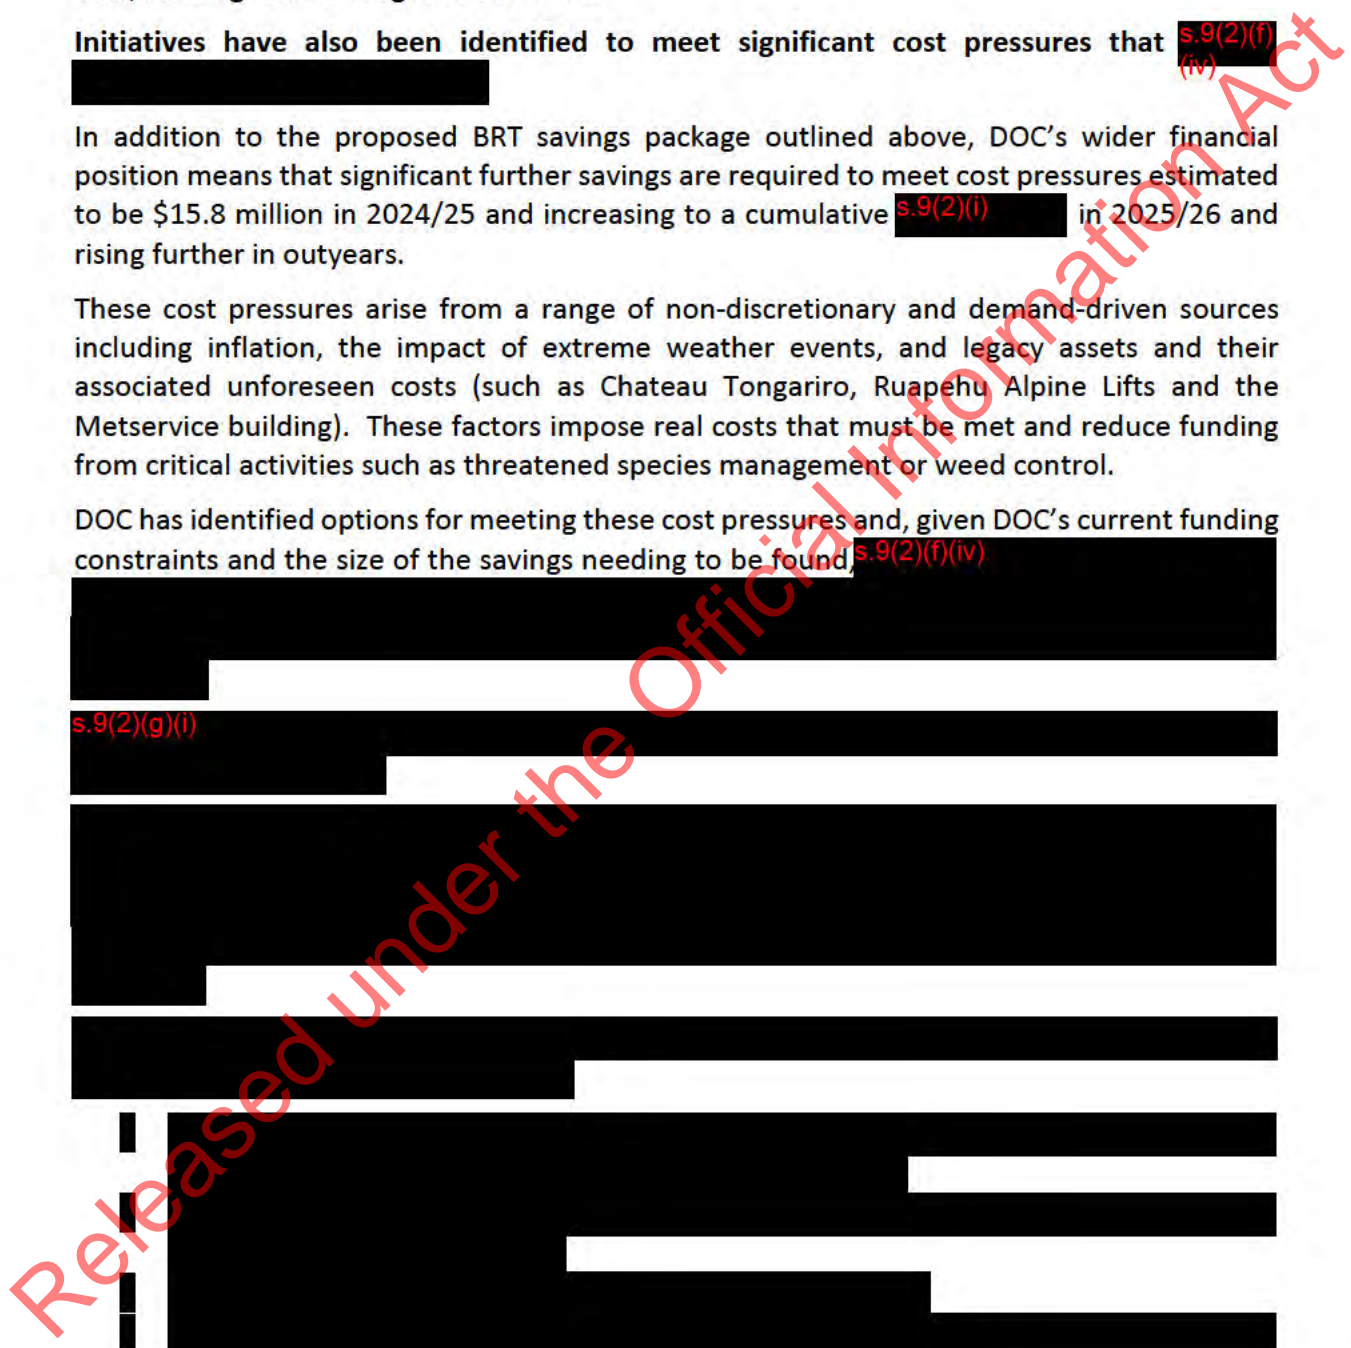 Initiatives have also been identified to meet significant cost pressures that s.9(2)(f)
(iv)
In addition to the proposed BRT savings package outlined above, DOC’s wider financial
position means that significant further savings are required to meet cost pressures estimated
to be $15.8 million in 2024/25 and increasing to a cumulative s.9(2)(i) in 2025/26 and
rising further in outyears.
These cost pressures arise from a range of non-discretionary and demand-driven sources
including inflation, the impact of extreme weather events, and legacy assets and their
associated unforeseen costs (such as Chateau Tongariro, Ruapehu Alpine Lifts and the
Metservice building).  These factors impose real costs that must be met and reduce funding
from critical activities such as threatened species management or weed control.
DOC has identified options for meeting these cost pressures and, given DOC’s current funding
constraints and the size of the savings needing to be found, s.9(2)(f)(iv)
s.9(2)(g)(i)
Released under the Official Information Act